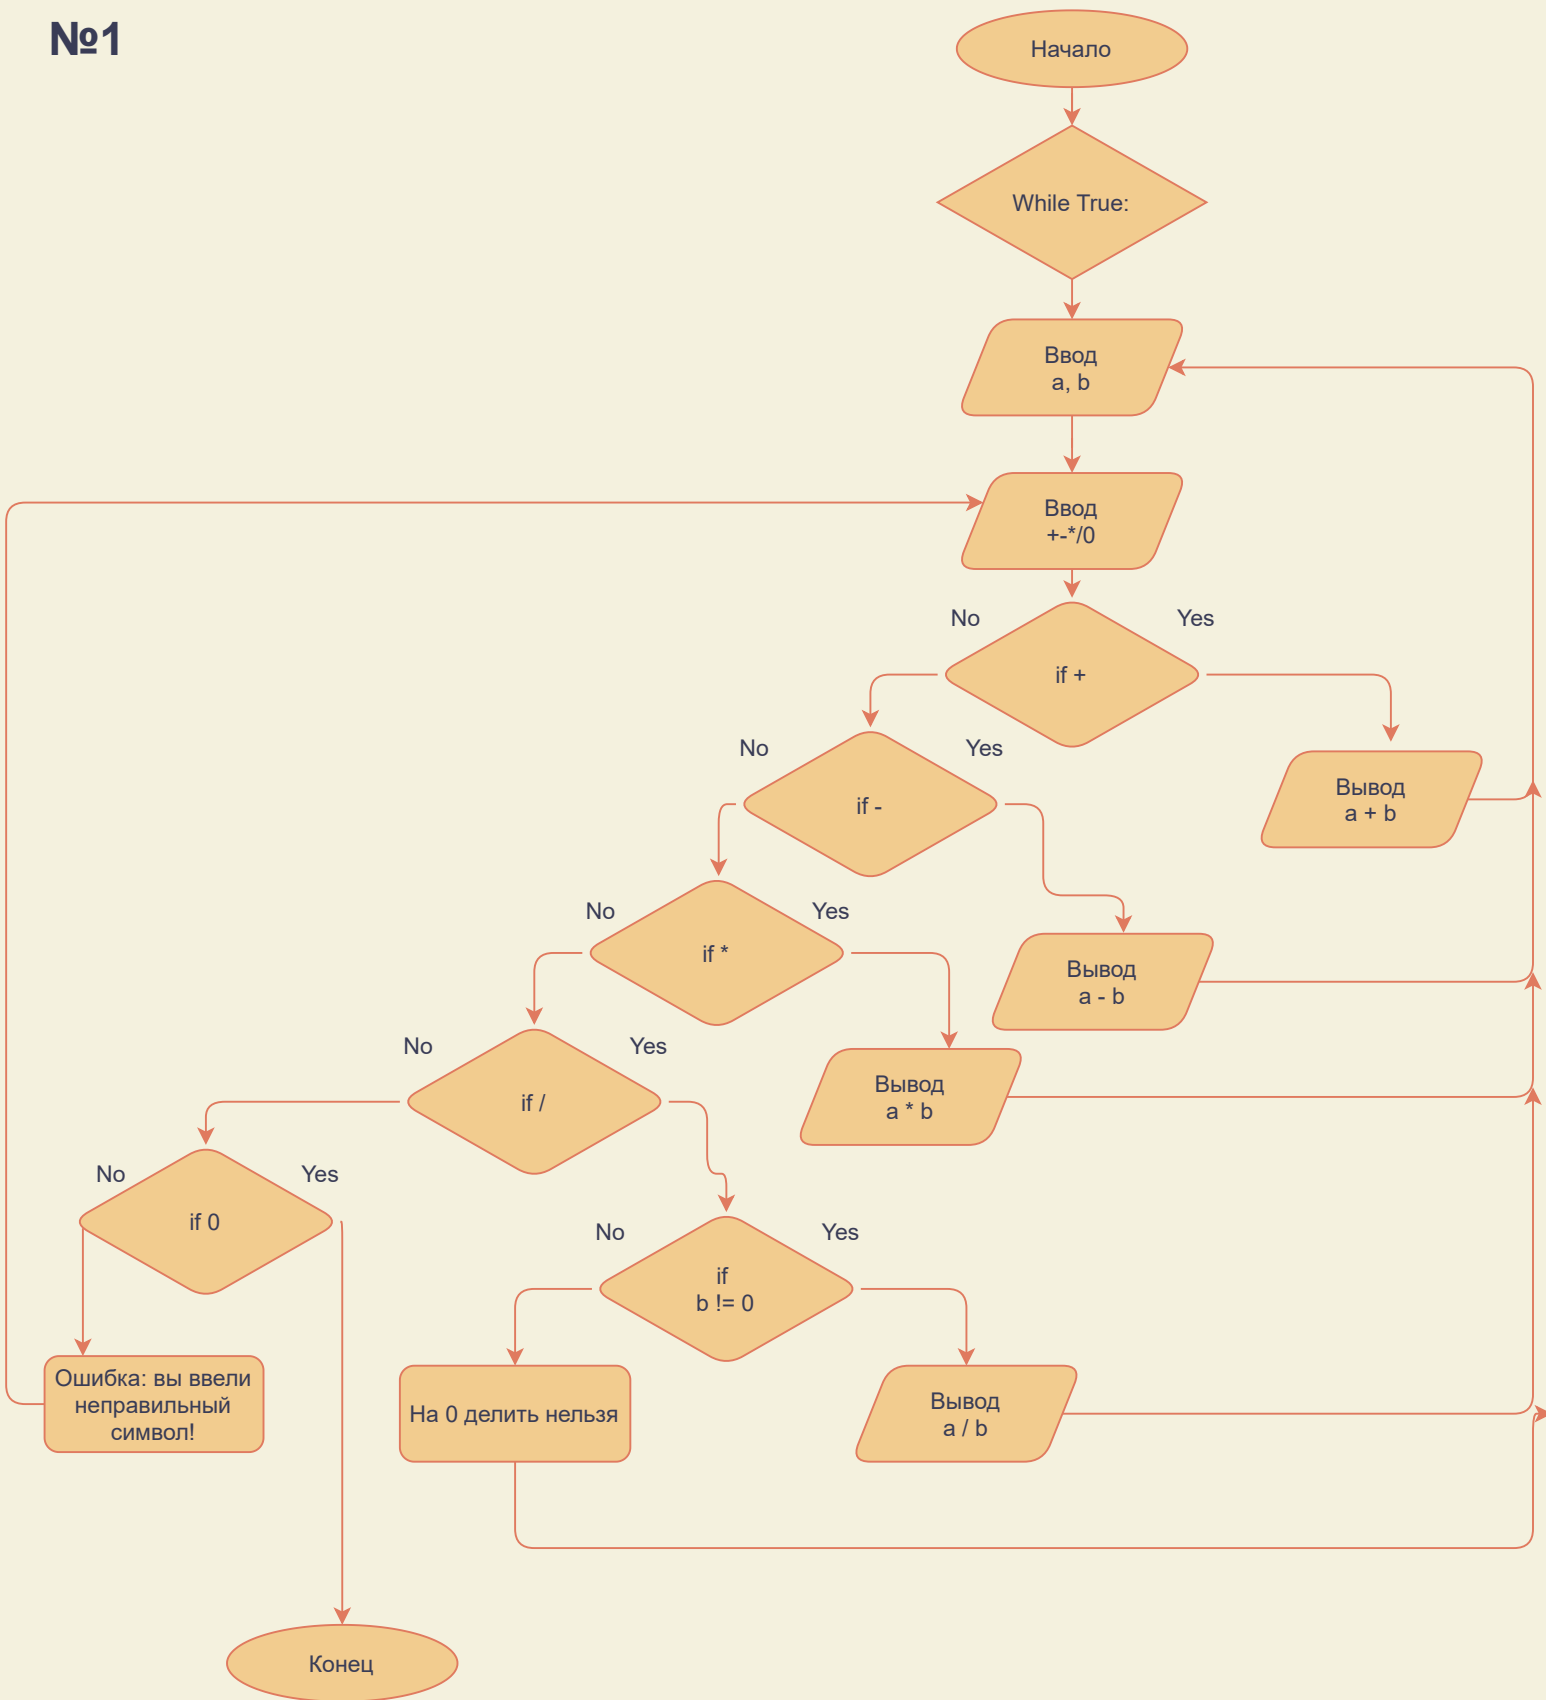 №1
Начало
While True:
Ввод
a, b
Ввод
+-*/0
No
Yes
if +
No
Yes
if -
Вывод
a + b
No
Yes
if *
Вывод
a - b
No
Yes
if /
Вывод
a * b
No
Yes
if 0
No
Yes
if
b != 0
Ошибка: вы ввели
неправильный
символ!
На 0 делить нельзя
Вывод
a / b
Конец